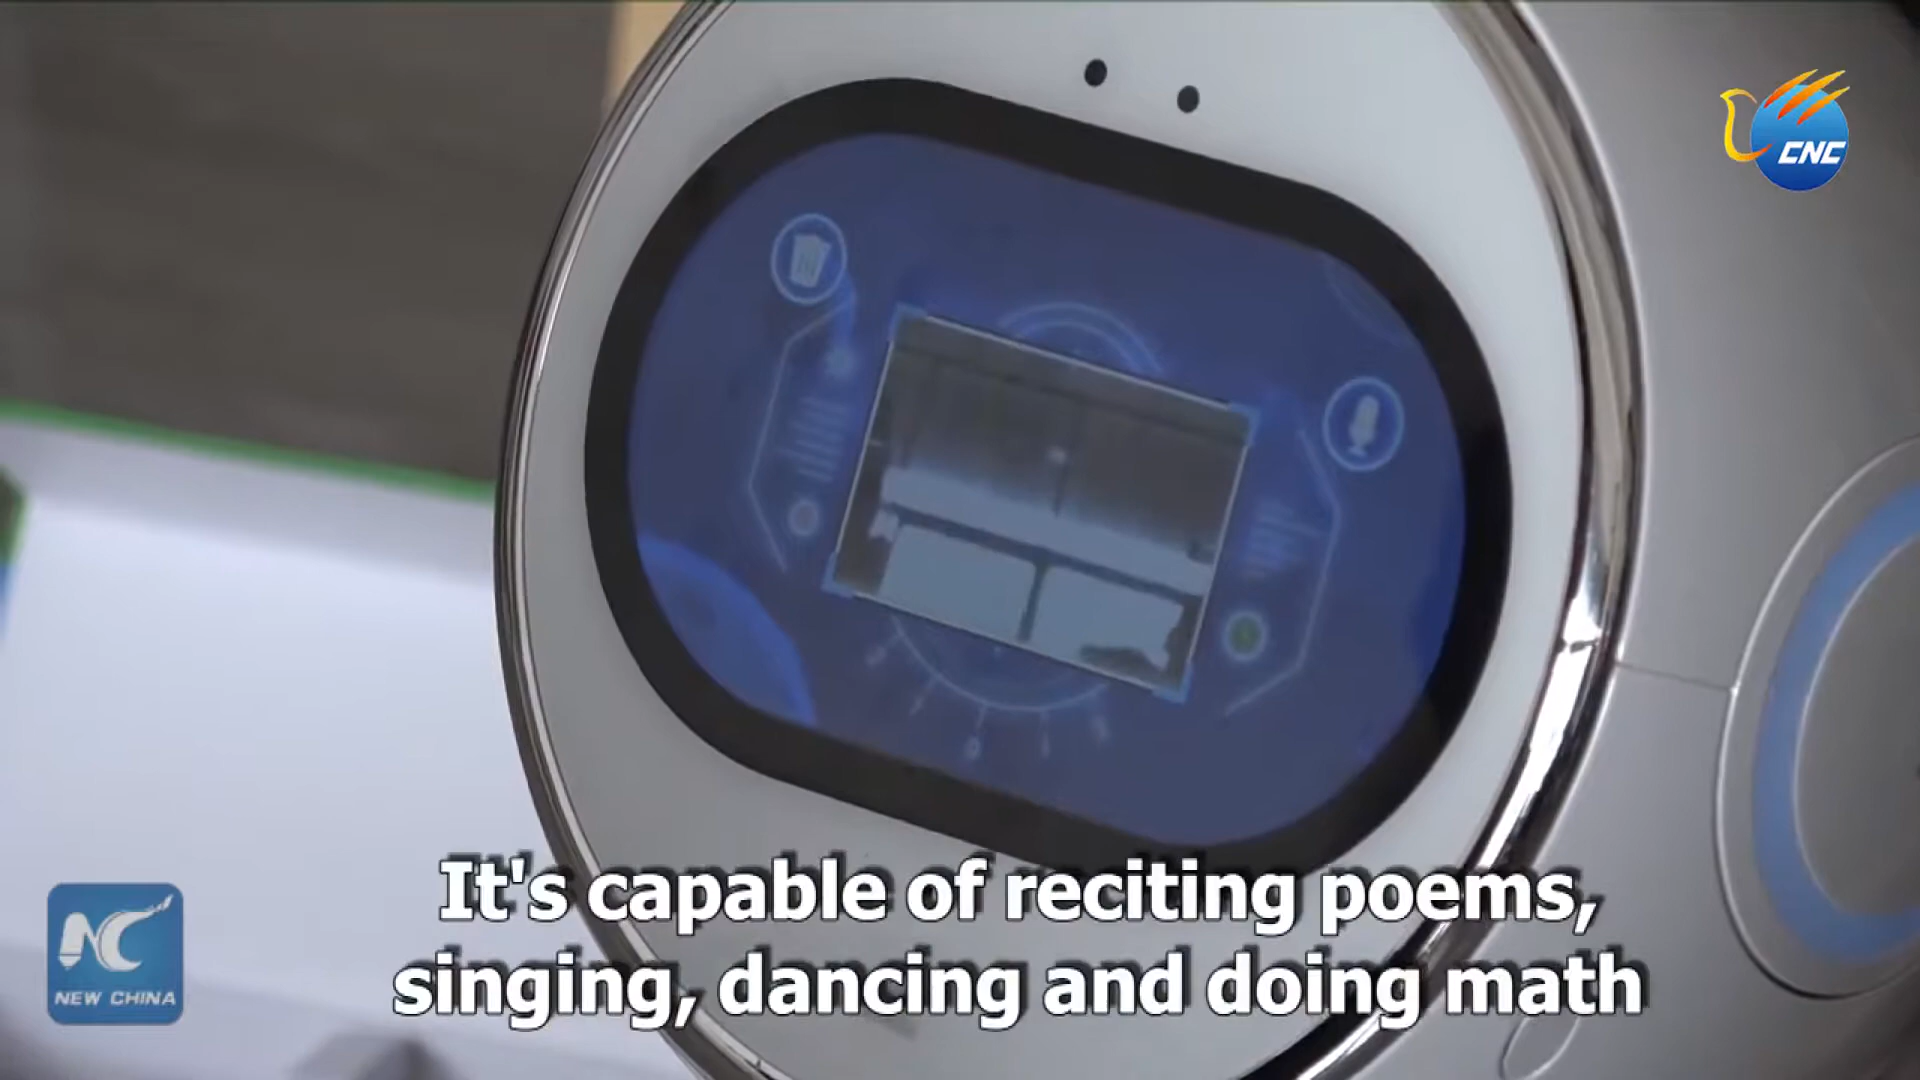 CNC
It's capable of reciting poems,
singing, dancing and doing math
NEW CHINA